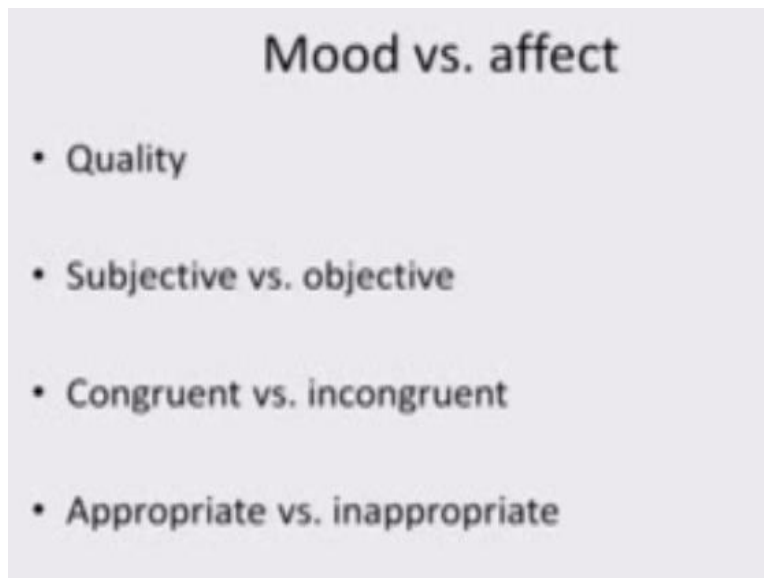 Mood vs. affect
• Quality
• Subjective vs. objective
• Congruent vs. incongruent
• Appropriate vs. inappropriate